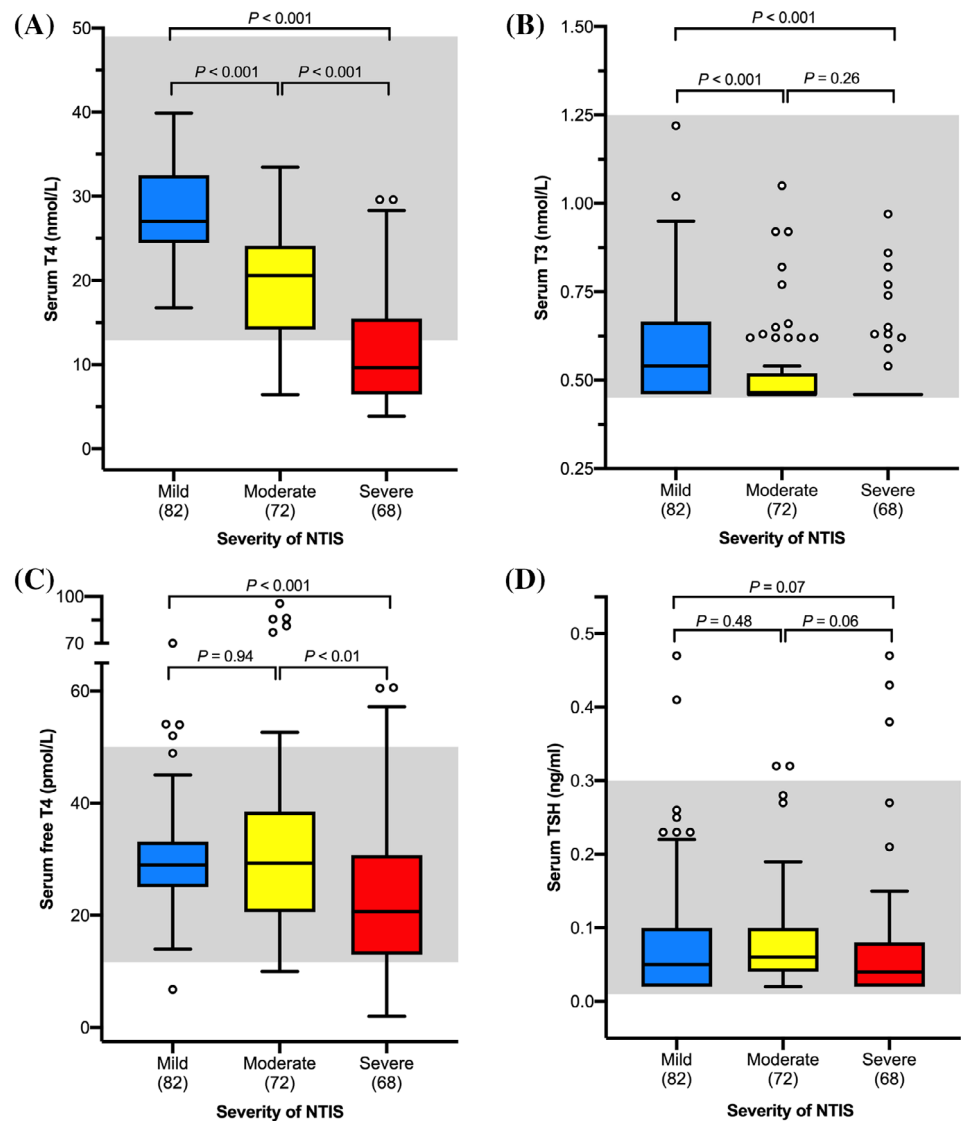 (A)
P < 0.001
P < 0.001 P < 0.001
50
40
30
20
10
0
Serum T4 (nmol/L)
Mild Moderate Severe
(82) (72) (68)
Severity of NTIS
(B)
P < 0.001
P < 0.001 P = 0.26
1.50
1.25
1.00
0.75
0.50
0.25
Serum T3 (nmol/L)
Mild Moderate Severe
(82) (72) (68)
Severity of NTIS
(C)
P < 0.001
P = 0.94 P < 0.01
100
70
60
40
20
0
Serum free T4 (pmol/L)
Mild Moderate Severe
(82) (72) (68)
Severity of NTIS
(D)
P = 0.07
P = 0.48 P = 0.06
0.5
0.4
0.3
0.2
0.1
0.0
Serum TSH (ng/ml)
Mild Moderate Severe
(82) (72) (68)
Severity of NTIS